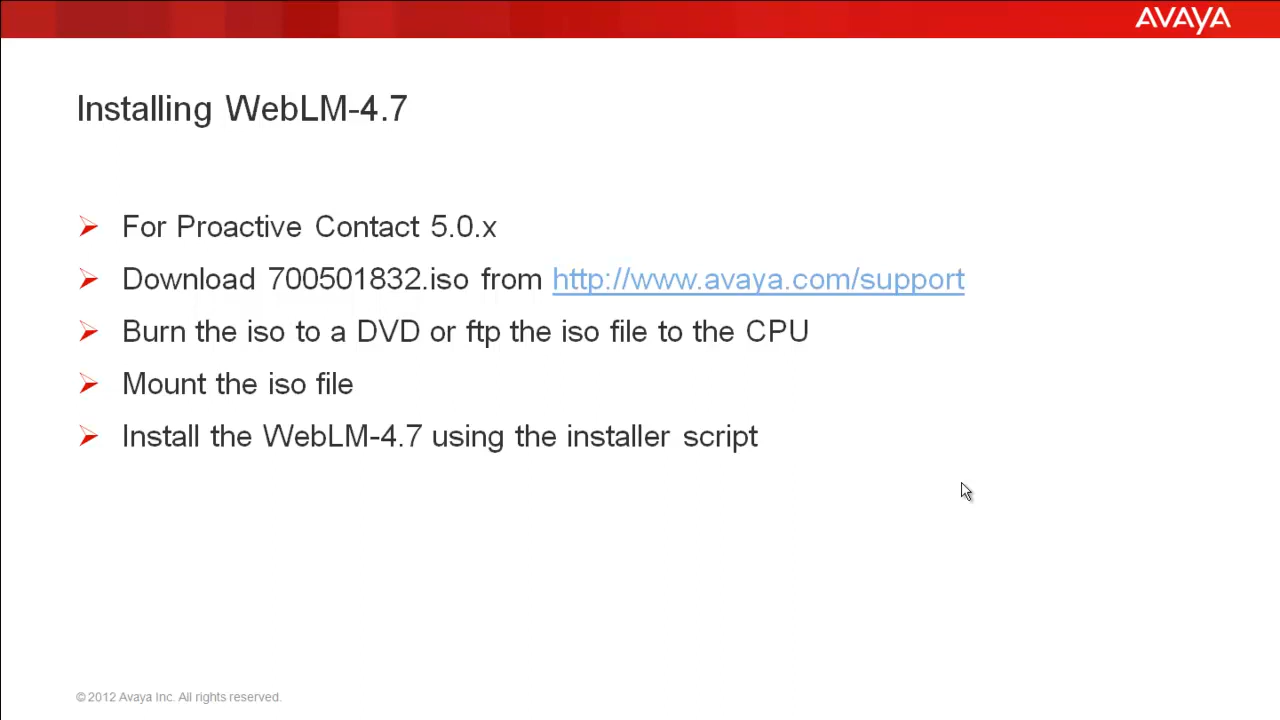 AVAYA
Installing WebLM-4.7
For Proactive Contact 5.0.x
Download 700501832.iso from http://www.avaya.com/support
Burn the iso to a DVD or ftp the iso file to the CPU
Mount the iso file
Install the WebLM-4.7 using the installer script
© 2012 Avaya Inc. All rights reserved.